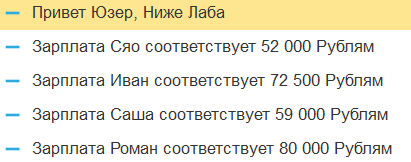 Привет Юзер, Ниже Лаба
Зарплата Сяо соответствует 52 000 Рублям
Зарплата Иван соответствует 72 500 Рублям
Зарплата Саша соответствует 59 000 Рублям
Зарплата Роман соответствует 80 000 Рублям